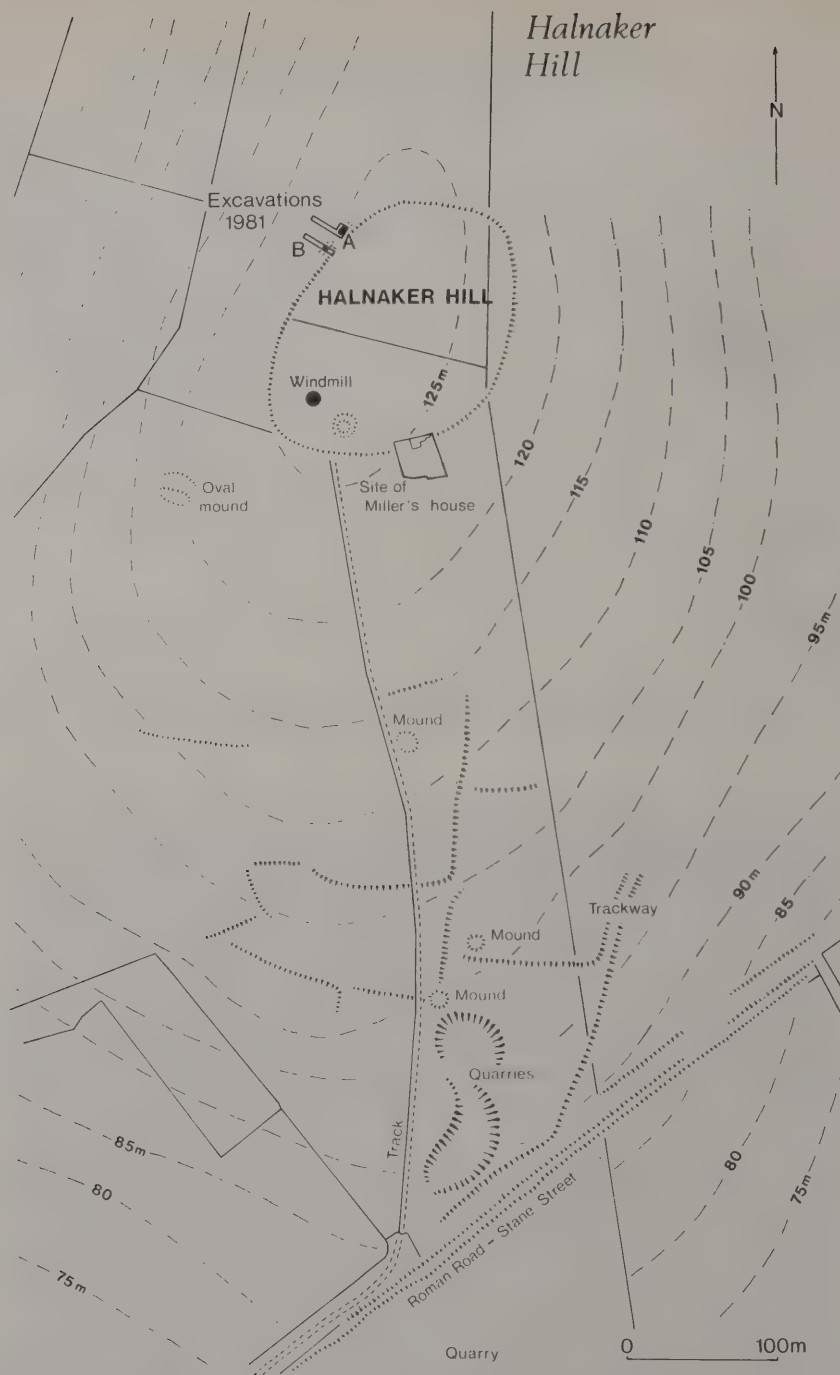 Halnaker
Hill
N
Excavations
1981
A
B
HALNAKER HILL
Windmill
125m
120
115
110
105
100
95m
Oval
mound
Site of
Miller's house
Mound
Mound
Trackway
90m
85
Mound
Quarries
Track
85m
80
75m
80
75m
Roman Road – Stane Street
Quarry
0 100m